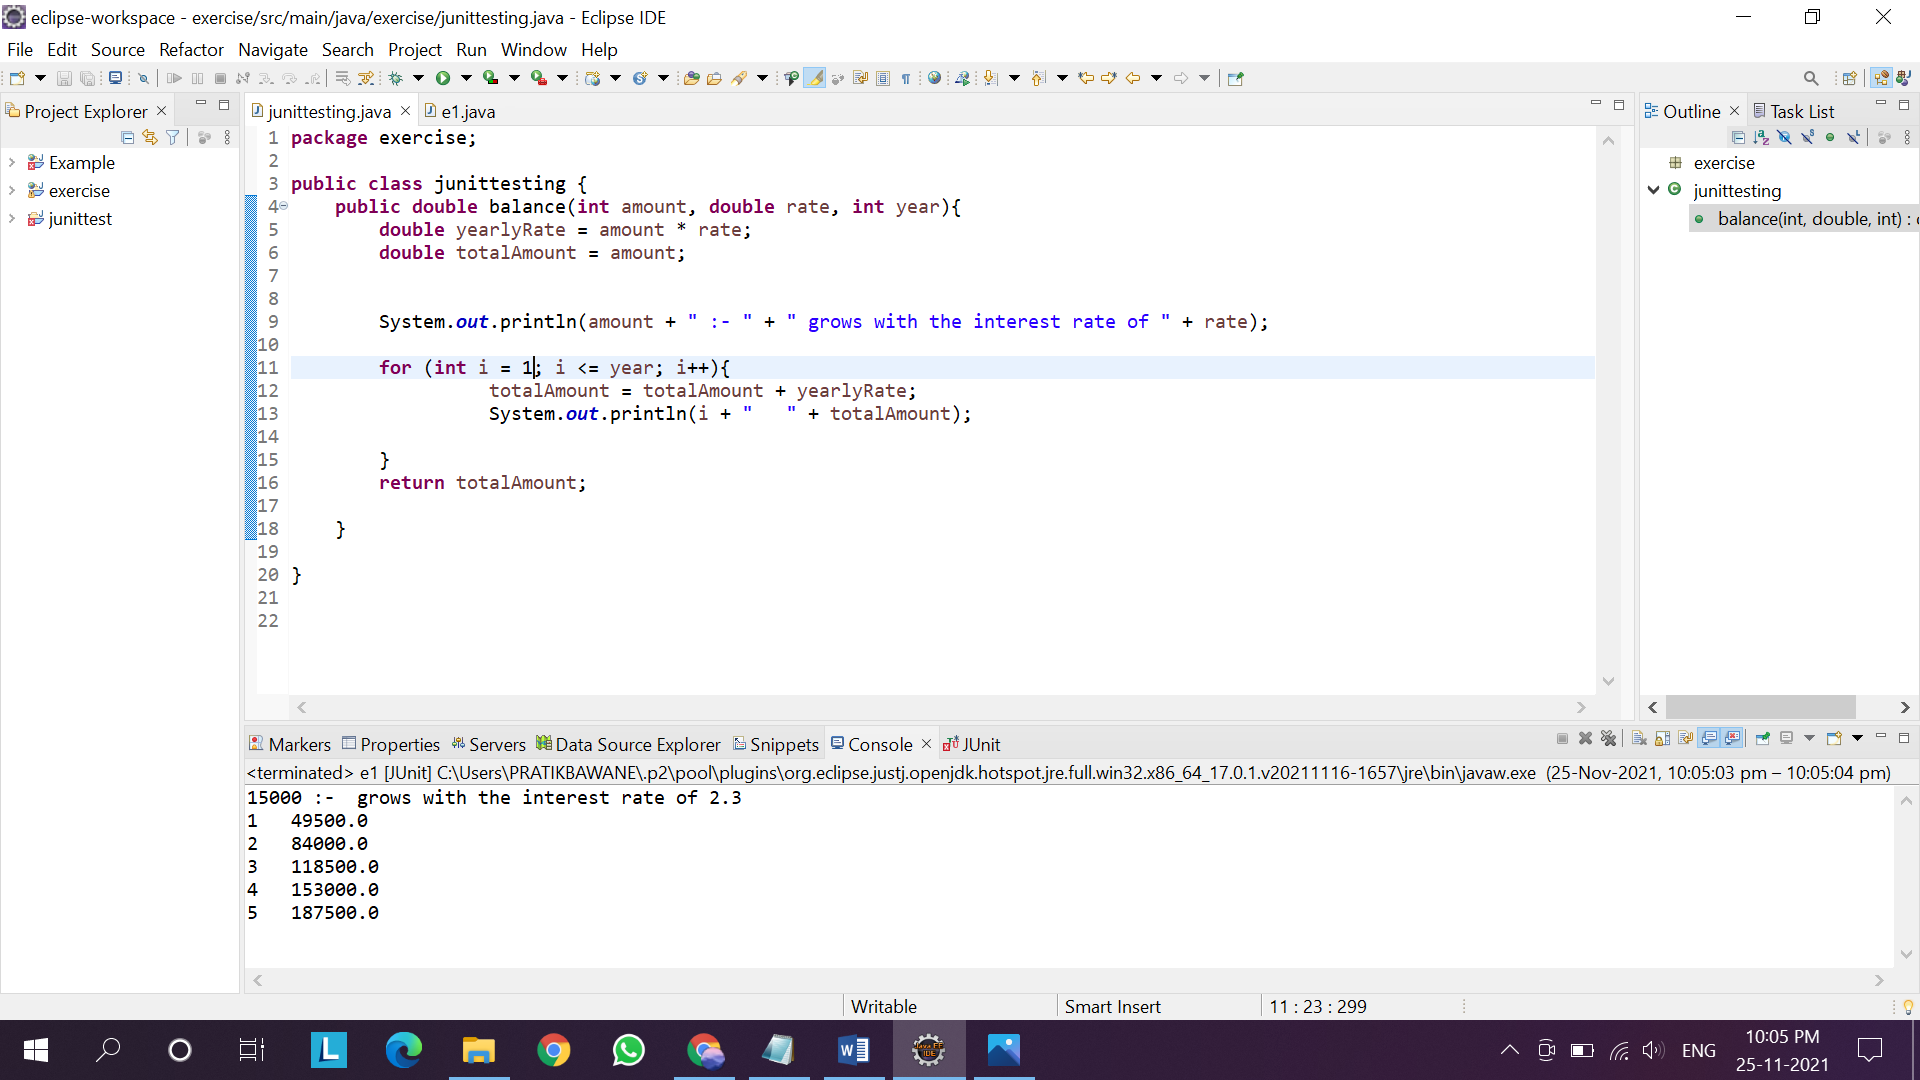 eclipse-workspace - exercise/src/main/java/exercise/junittesting.java - Eclipse IDE
File Edit Source Refactor Navigate Search Project Run Window Help
Project Explorer
Example
exercise
junittest
junittesting.java
e1.java
1 package exercise;
2
3 public class junittesting {
4 public double balance(int amount, double rate, int year){
5 double yearlyRate = amount * rate;
6 double totalAmount = amount;
7
8
9 System.out.println(amount + " :- " + " grows with the interest rate of " + rate);
10
11 for (int i = 1; i <= year; i++){
12 totalAmount = totalAmount + yearlyRate;
13 System.out.println(i + "   " + totalAmount);
14
15 }
16 return totalAmount;
17
18 }
19
20 }
21
22
Outline Task List
exercise
junittesting
balance(int, double, int) :
Markers Properties Servers Data Source Explorer Snippets Console JUnit
<terminated> e1 [JUnit] C:\Users\PRATIKBAWANE\.p2\pool\plugins\org.eclipse.justj.openjdk.hotspot.jre.full.win32.x86_64_17.0.1.v20211116-1657\jre\bin\javaw.exe (25-Nov-2021, 10:05:03 pm – 10:05:04 pm)
15000 :-  grows with the interest rate of 2.3
1   49500.0
2   84000.0
3   118500.0
4   153000.0
5   187500.0
Writable Smart Insert 11 : 23 : 299
L
W
Java EE IDE
ENG
10:05 PM
25-11-2021